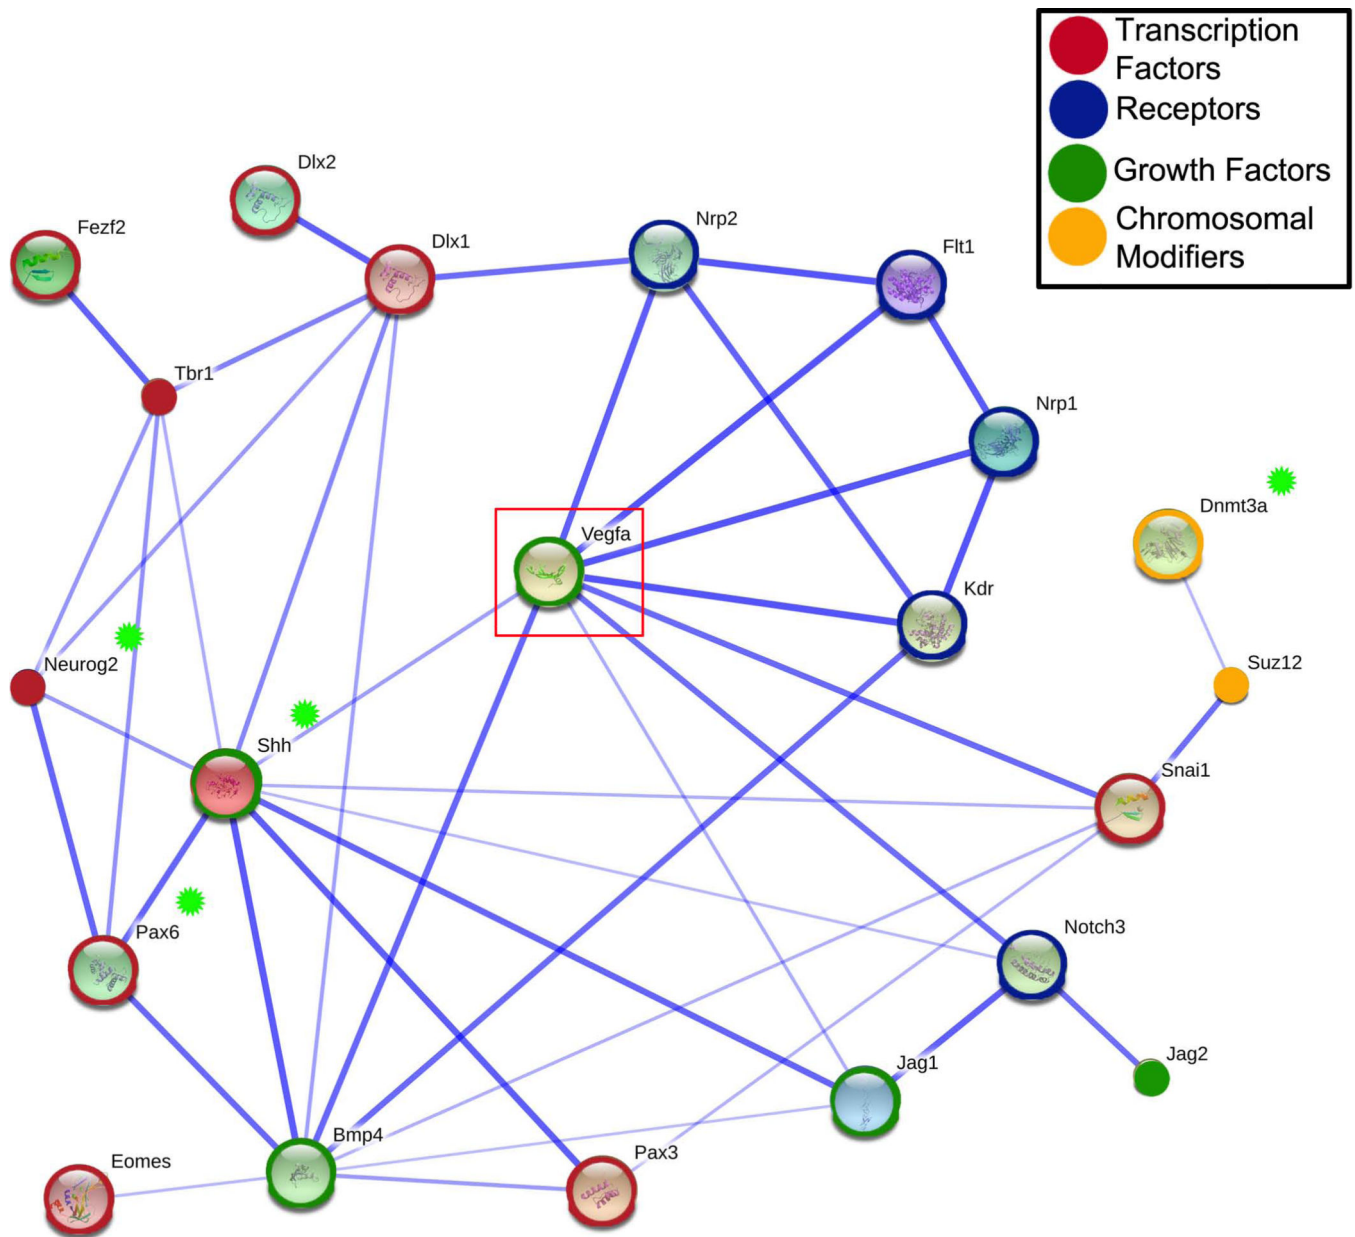 Transcription
Factors
Receptors
Growth Factors
Chromosomal
Modifiers
Dlx2
Fezf2
Dlx1
Nrp2
Flt1
Tbr1
Nrp1
Dnmt3a
Vegfa
Kdr
Neurog2
Suz12
Shh
Snai1
Pax6
Notch3
Jag1
Jag2
Bmp4
Pax3
Eomes